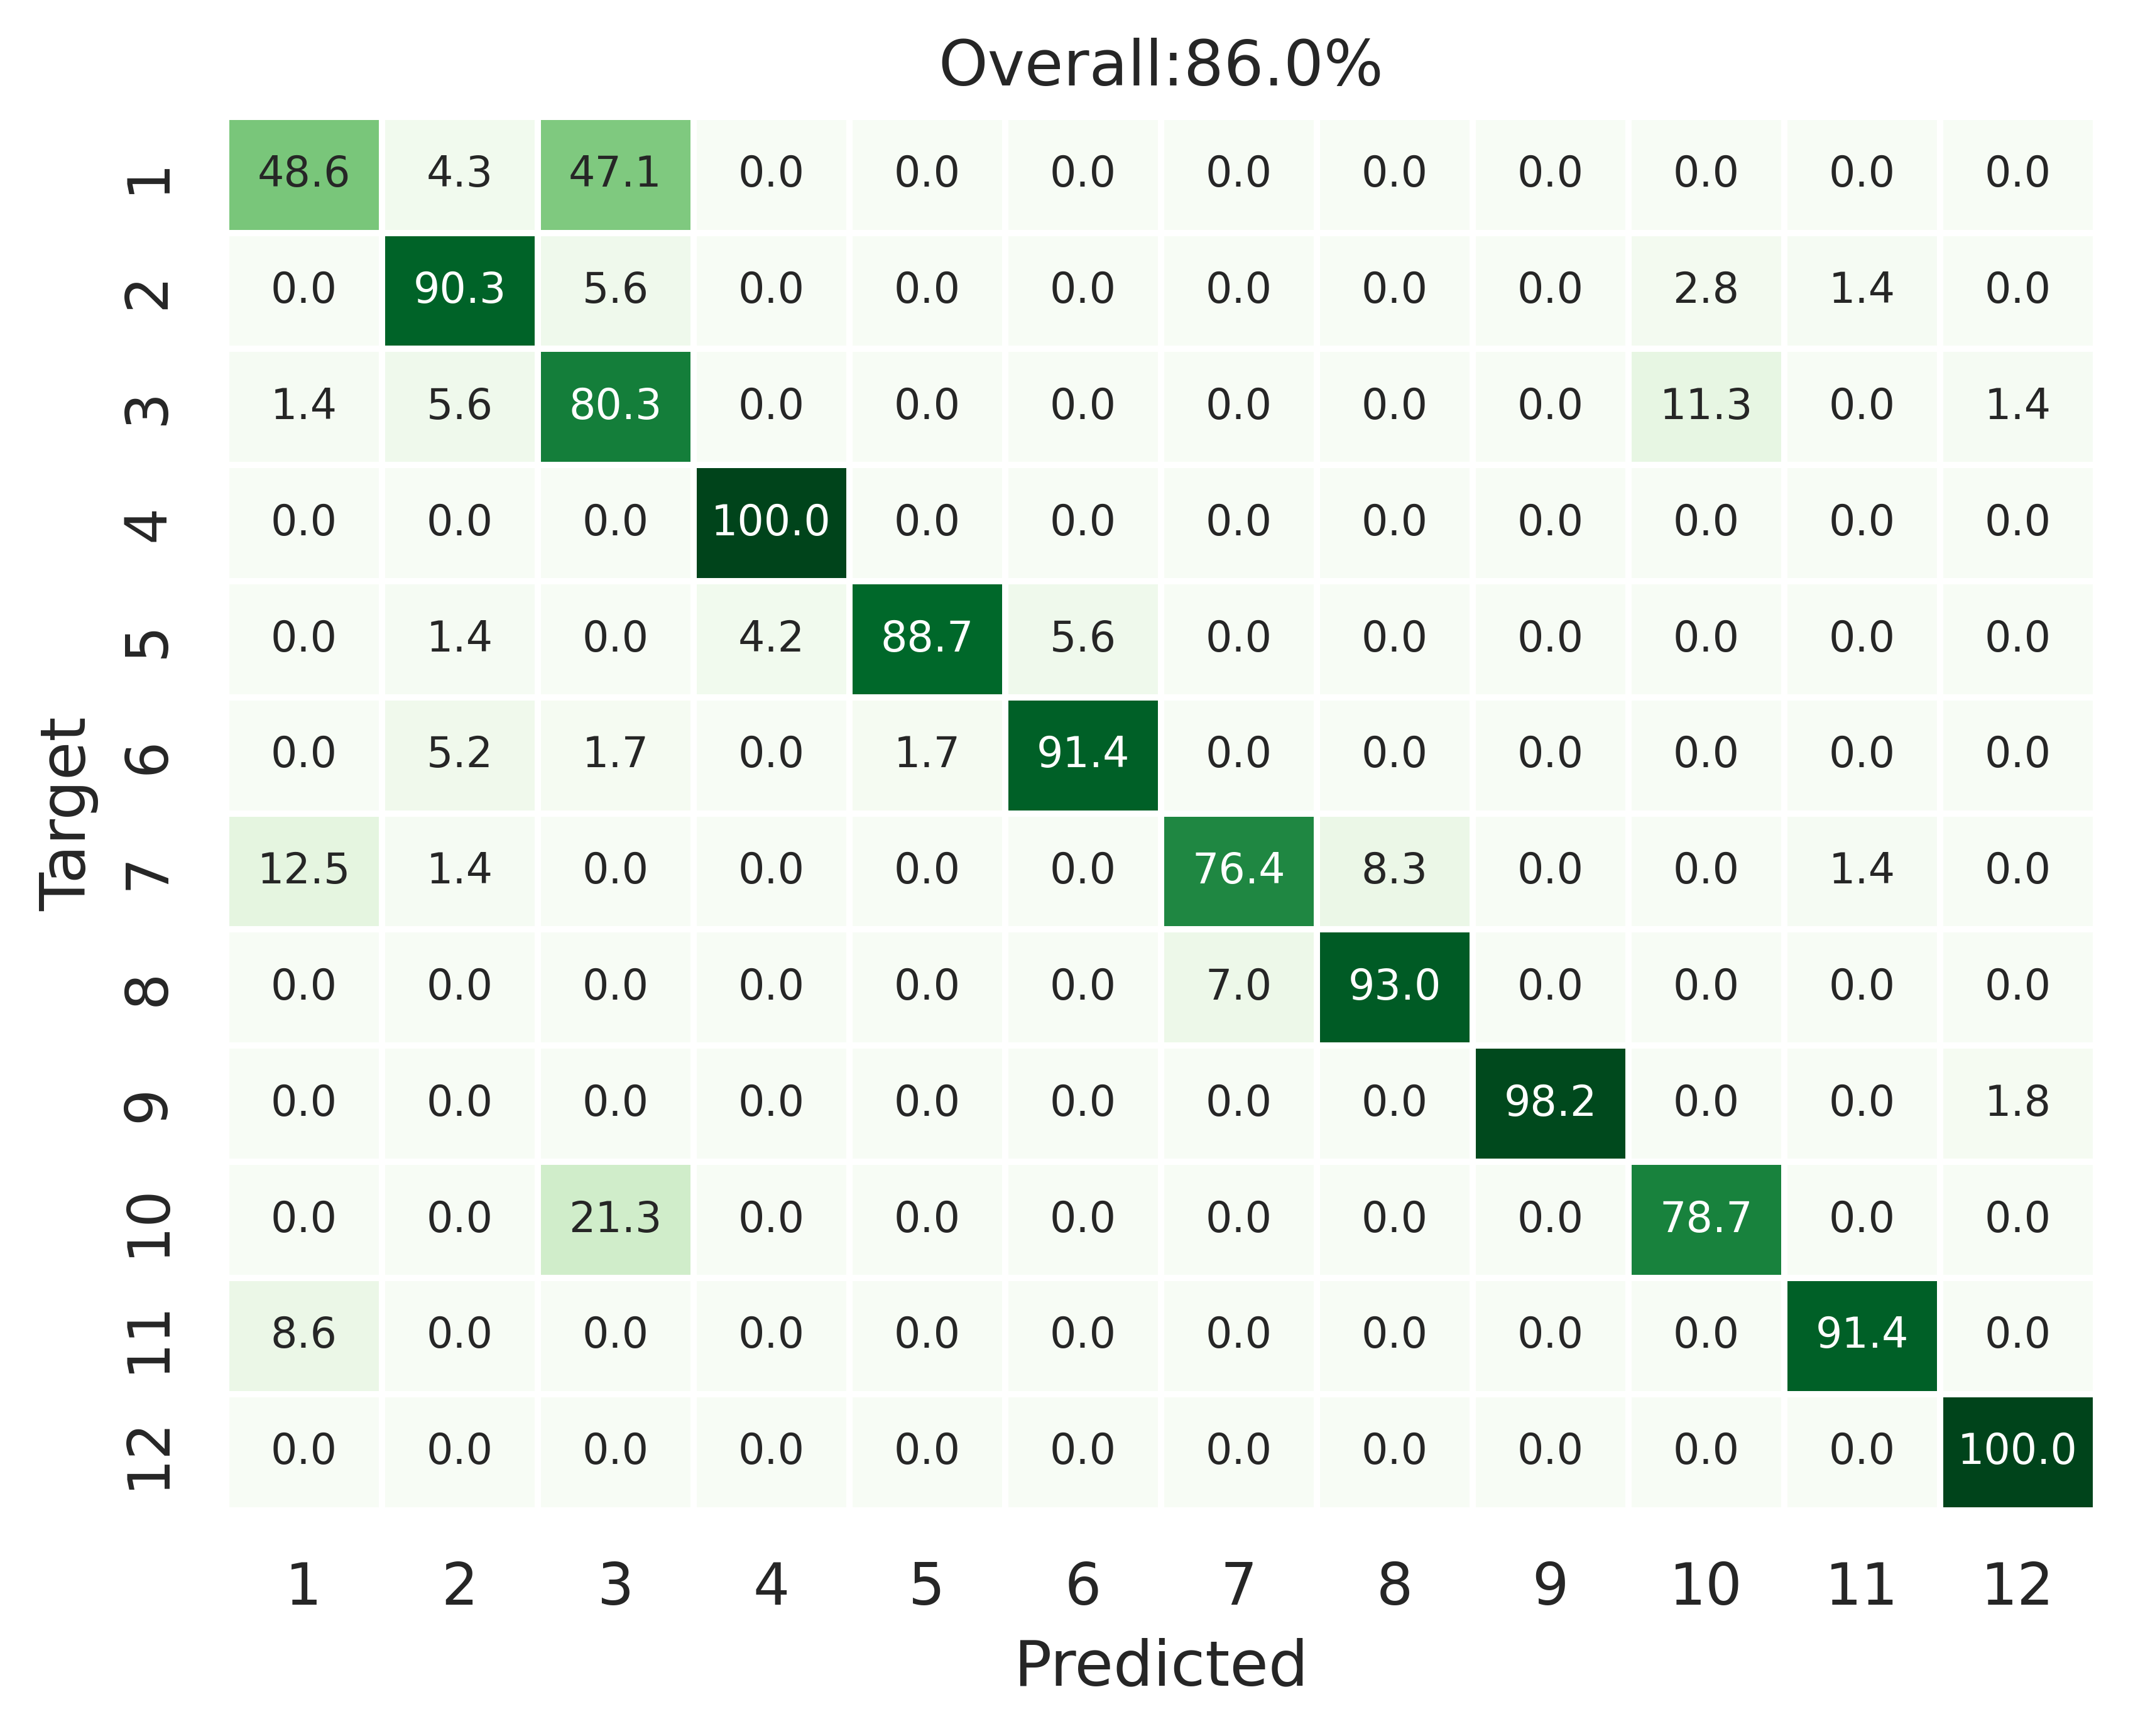 Overall:86.0%
1 48.6 4.3 47.1 0.0 0.0 0.0 0.0 0.0 0.0 0.0 0.0 0.0
2 0.0 90.3 5.6 0.0 0.0 0.0 0.0 0.0 0.0 2.8 1.4 0.0
3 1.4 5.6 80.3 0.0 0.0 0.0 0.0 0.0 0.0 11.3 0.0 1.4
4 0.0 0.0 0.0 100.0 0.0 0.0 0.0 0.0 0.0 0.0 0.0 0.0
5 0.0 1.4 0.0 4.2 88.7 5.6 0.0 0.0 0.0 0.0 0.0 0.0
6 0.0 5.2 1.7 0.0 1.7 91.4 0.0 0.0 0.0 0.0 0.0 0.0
Target
7 12.5 1.4 0.0 0.0 0.0 0.0 76.4 8.3 0.0 0.0 1.4 0.0
8 0.0 0.0 0.0 0.0 0.0 0.0 7.0 93.0 0.0 0.0 0.0 0.0
9 0.0 0.0 0.0 0.0 0.0 0.0 0.0 0.0 98.2 0.0 0.0 1.8
10 0.0 0.0 21.3 0.0 0.0 0.0 0.0 0.0 0.0 78.7 0.0 0.0
11 8.6 0.0 0.0 0.0 0.0 0.0 0.0 0.0 0.0 0.0 91.4 0.0
12 0.0 0.0 0.0 0.0 0.0 0.0 0.0 0.0 0.0 0.0 0.0 100.0
1 2 3 4 5 6 7 8 9 10 11 12
Predicted